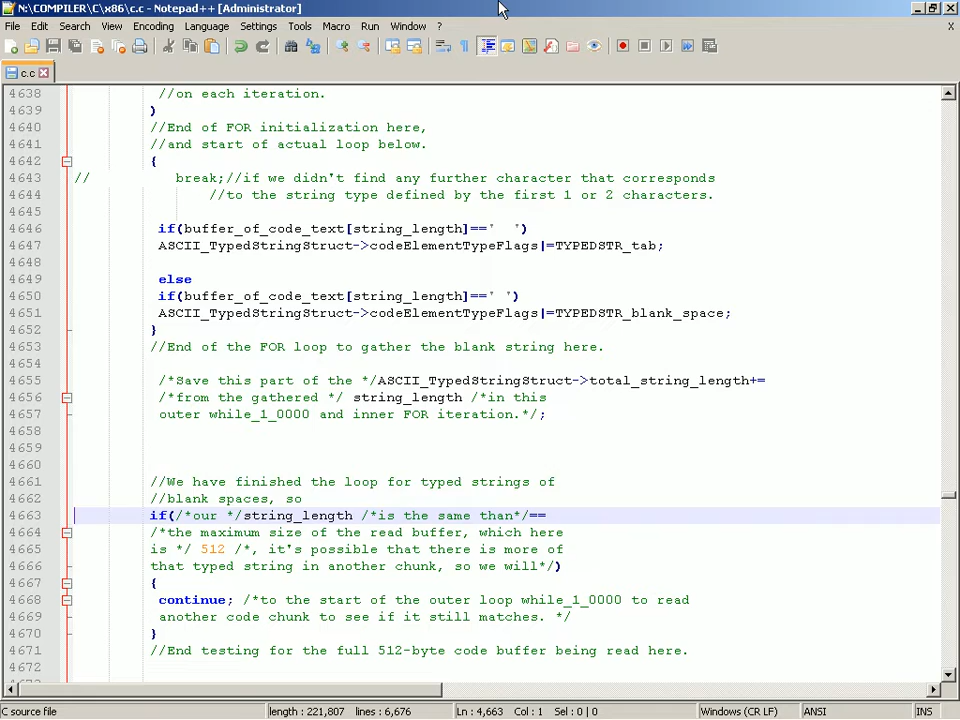 N:\COMPILER\C\x86\c.c - Notepad++ [Administrator]
File Edit Search View Encoding Language Settings Tools Macro Run Window ? X
c.c
4638 //on each iteration.
4639 )
4640 //End of FOR initialization here,
4641 //and start of actual loop below.
4642 {
4643 // break;//if we didn't find any further character that corresponds
4644 //to the string type defined by the first 1 or 2 characters.
4645
4646 if(buffer_of_code_text[string_length]=='	')
4647 ASCII_TypedStringStruct->codeElementTypeFlags|=TYPEDSTR_tab;
4648
4649 else
4650 if(buffer_of_code_text[string_length]==' ')
4651 ASCII_TypedStringStruct->codeElementTypeFlags|=TYPEDSTR_blank_space;
4652 }
4653 //End of the FOR loop to gather the blank string here.
4654
4655 /*Save this part of the */ASCII_TypedStringStruct->total_string_length+=
4656 /*from the gathered */ string_length /*in this
4657 outer while_1_0000 and inner FOR iteration.*/;
4658
4659
4660
4661 //We have finished the loop for typed strings of
4662 //blank spaces, so
4663 if(/*our */string_length /*is the same than*/==
4664 /*the maximum size of the read buffer, which here
4665 is */ 512 /*, it's possible that there is more of
4666 that typed string in another chunk, so we will*/)
4667 {
4668 continue; /*to the start of the outer loop while_1_0000 to read
4669 another code chunk to see if it still matches. */
4670 }
4671 //End testing for the full 512-byte code buffer being read here.
4672
C source file length : 221,807 lines : 6,676 Ln : 4,663 Col : 1 Sel : 0 | 0 Windows (CR LF) ANSI INS